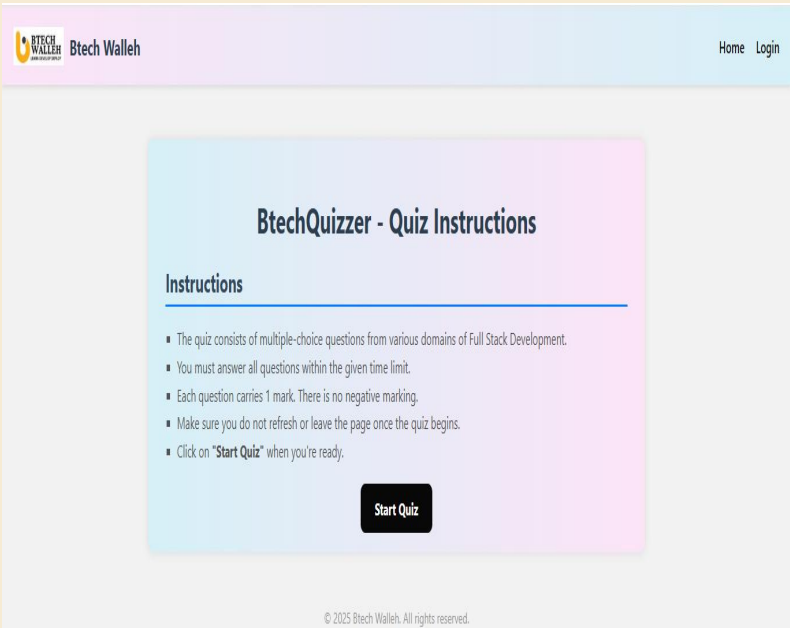 BTECH
WALLEH
Btech Walleh
Home Login
BtechQuizzer - Quiz Instructions
Instructions
The quiz consists of multiple-choice questions from various domains of Full Stack Development.
You must answer all questions within the given time limit.
Each question carries 1 mark. There is no negative marking.
Make sure you do not refresh or leave the page once the quiz begins.
Click on "Start Quiz" when you're ready.
Start Quiz
© 2025 Btech Walleh. All rights reserved.